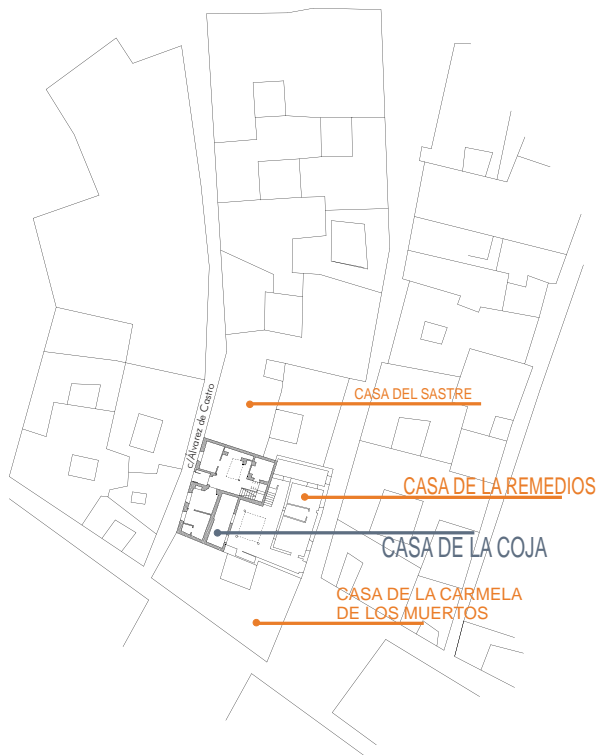 c/Álvarez de Castro
CASA DEL SASTRE
CASA DE LA REMEDIOS
CASA DE LA COJA
CASA DE LA CARMELA
DE LOS MUERTOS